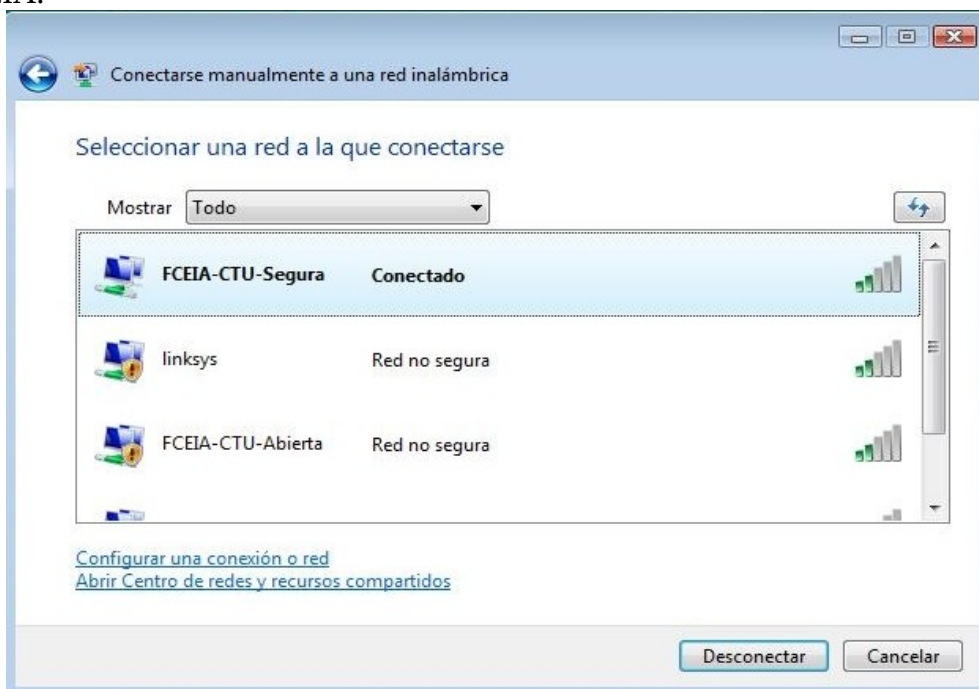 Conectarse manualmente a una red inalámbrica
Seleccionar una red a la que conectarse
Mostrar Todo
FCEIA-CTU-Segura Conectado
linksys Red no segura
FCEIA-CTU-Abierta Red no segura
Configurar una conexión o red
Abrir Centro de redes y recursos compartidos
Desconectar Cancelar